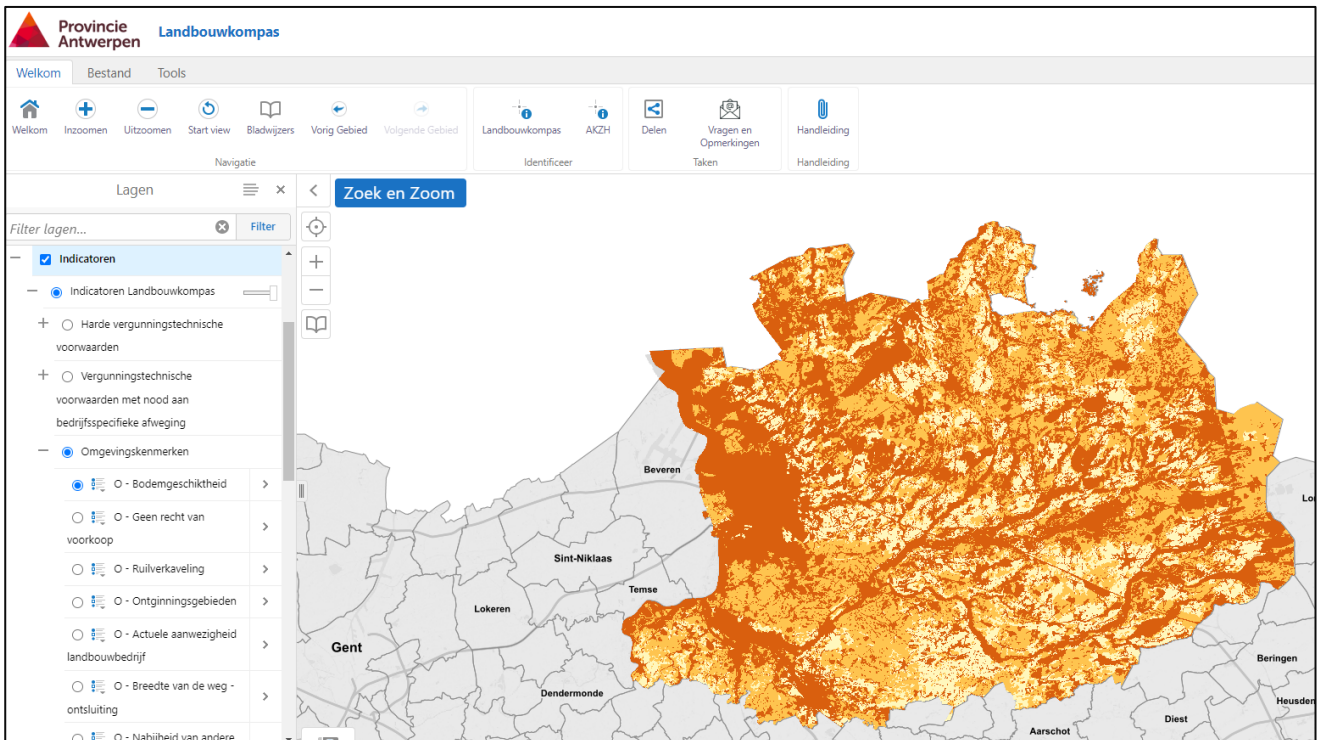 Provincie
Antwerpen
Landbouwkompas
Welkom
Bestand
Tools
Welkom
Inzoomen
Uitzoomen
Start view
Bladwijzers
Vorig Gebied
Volgende Gebied
Navigatie
Landbouwkompas
AKZH
Identificeer
Delen
Vragen en
Opmerkingen
Taken
Handleiding
Handleiding
Lagen
Filter lagen...
Filter
Indicatoren
Indicatoren Landbouwkompas
Harde vergunningstechnische
voorwaarden
Vergunningstechnische
voorwaarden met nood aan
bedrijfsspecifieke afweging
Omgevingskenmerken
O - Bodemgeschiktheid
O - Geen recht van
voorkoop
O - Ruilverkaveling
O - Ontginningsgebieden
O - Actuele aanwezigheid
landbouwbedrijf
O - Breedte van de weg -
ontsluiting
O - Nabijheid van andere
Zoek en Zoom
Beveren
Sint-Niklaas
Temse
Lokeren
Gent
Dendermonde
Aarschot
Diest
Beringen
Heusden